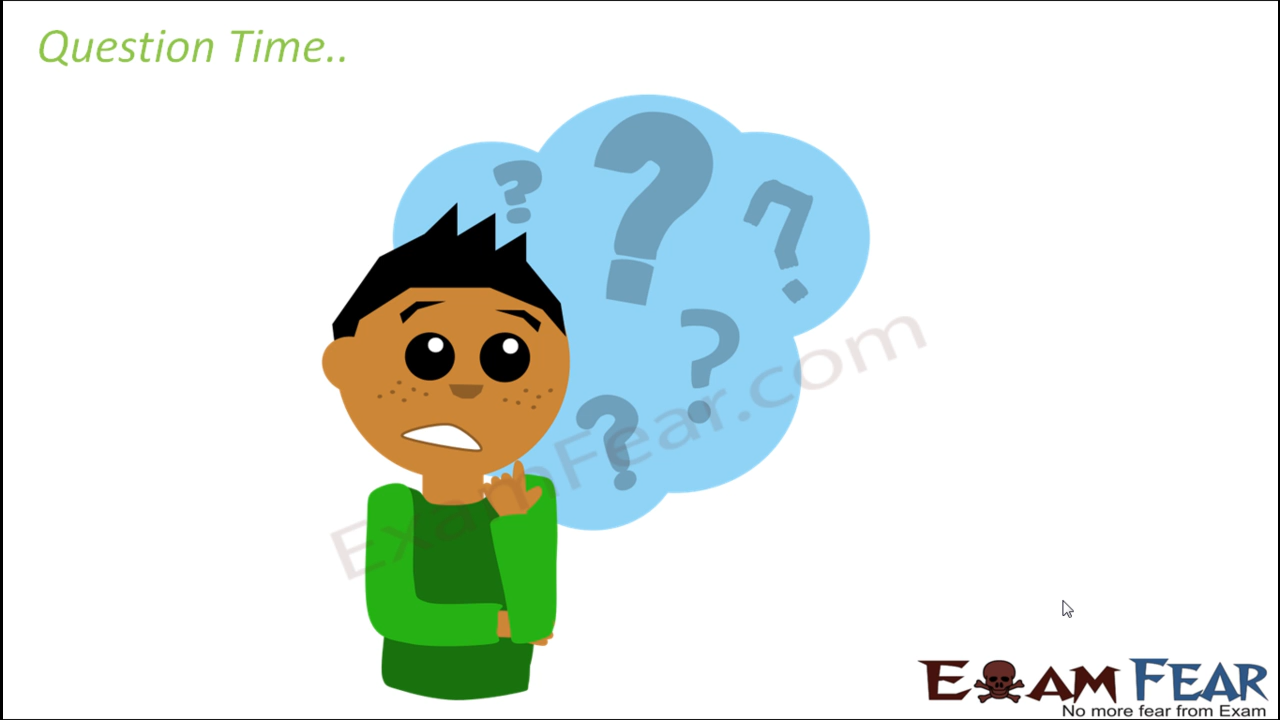 Question Time..
? ? ?
?
?
ExamFear.com
EXAM FEAR
No more fear from Exam